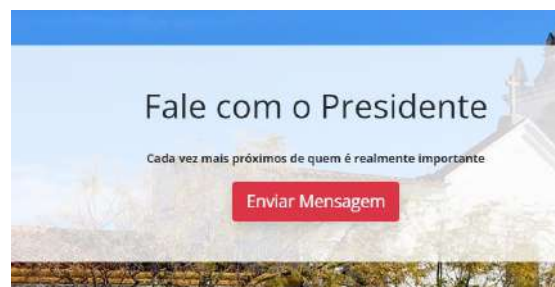 Fale com o Presidente
Cada vez mais próximos de quem é realmente importante
Enviar Mensagem